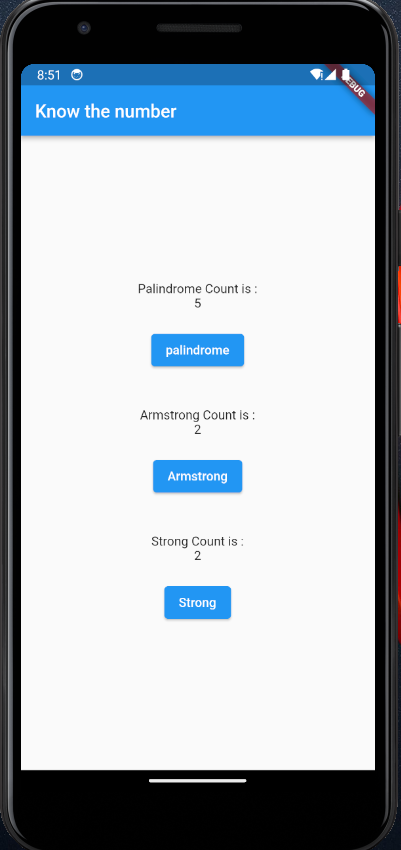 8:51
Know the number
Palindrome Count is :
5
palindrome
Armstrong Count is :
2
Armstrong
Strong Count is :
2
Strong